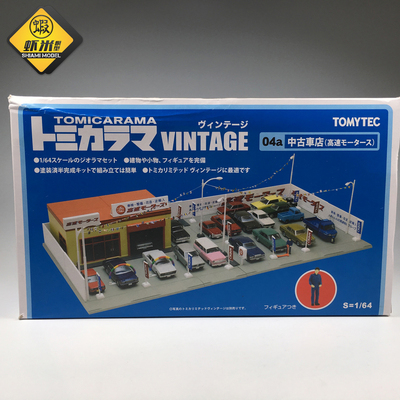 虾米模型
SHIAMI MODEL
TOMICARAMA
トミカラマ VINTAGE
ヴィンテージ
TOMYTEC
04a 中古車店(高速モータース)
●1/64スケールのジオラマセット ●建物や小物、フィギュアを完備
●塗装済半完成キットで組み立ては簡単 ●トミカリミテッド ヴィンテージに最適です
高速モータース
フィギュアつき
S=1/64